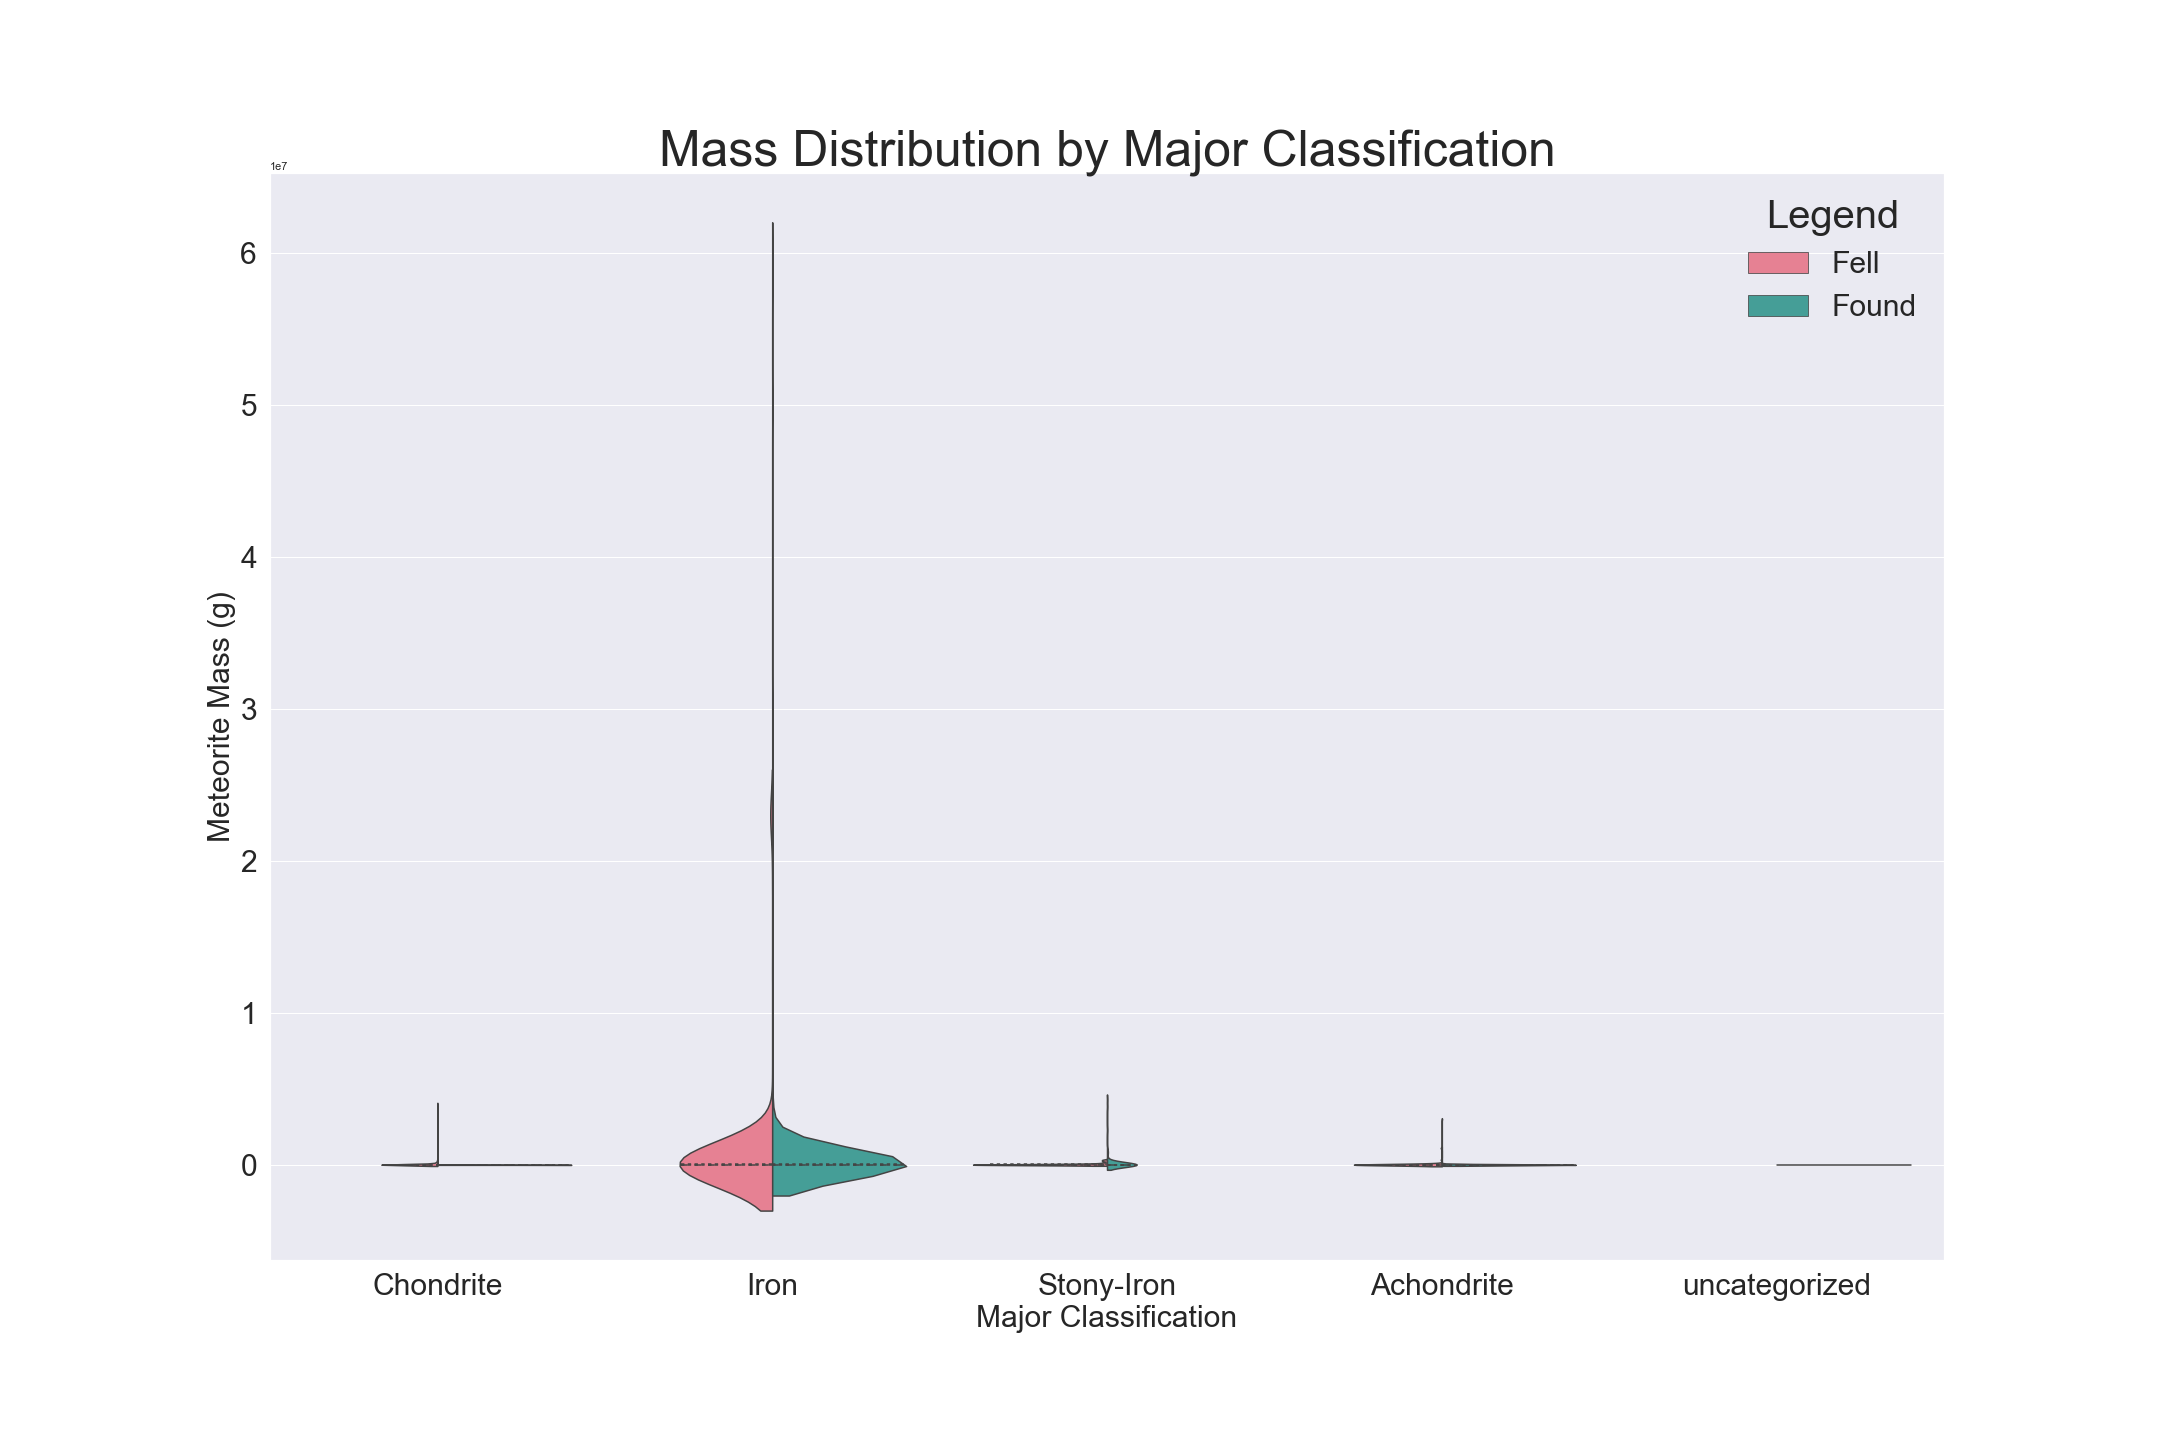 Mass Distribution by Major Classification
1e7
Legend
Fell
Found
6
5
4
3
2
1
0
Meteorite Mass (g)
Chondrite
Iron
Stony-Iron
Achondrite
uncategorized
Major Classification